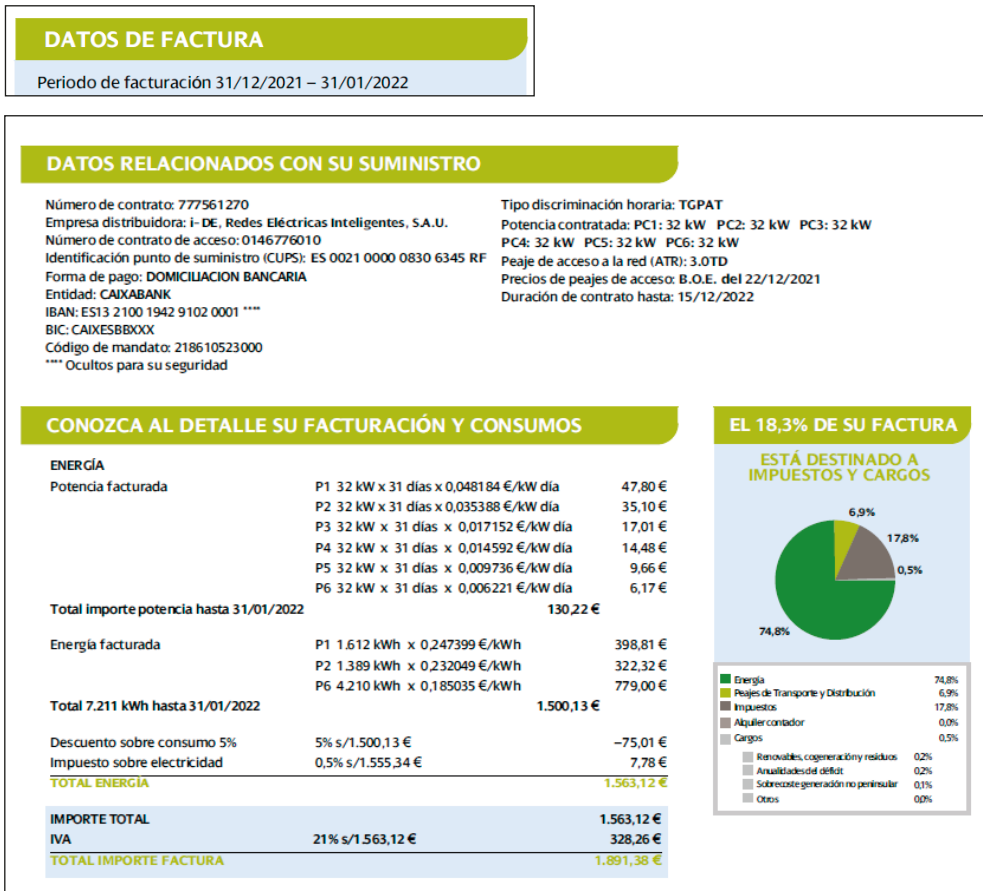 DATOS DE FACTURA
Periodo de facturación 31/12/2021 – 31/01/2022
DATOS RELACIONADOS CON SU SUMINISTRO
Número de contrato: 777561270
Empresa distribuidora: i-DE, Redes Eléctricas Inteligentes, S.A.U.
Número de contrato de acceso: 0146776010
Identificación punto de suministro (CUPS): ES 0021 0000 0830 6345 RF
Forma de pago: DOMICILIACION BANCARIA
Entidad: CAIXABANK
IBAN: ES13 2100 1942 9102 0001 ****
BIC: CAIXESBBXXX
Código de mandato: 218610523000
**** Ocultos para su seguridad
Tipo discriminación horaria: TGPAT
Potencia contratada: PC1: 32 kW PC2: 32 kW PC3: 32 kW
PC4: 32 kW PC5: 32 kW PC6: 32 kW
Peaje de acceso a la red (ATR): 3.0TD
Precios de peajes de acceso: B.O.E. del 22/12/2021
Duración de contrato hasta: 15/12/2022
CONOZCA AL DETALLE SU FACTURACIÓN Y CONSUMOS
ENERGÍA
Potencia facturada P1 32 kW x 31 días x 0,048184 €/kW día 47,80 €
P2 32 kW x 31 días x 0,035388 €/kW día 35,10 €
P3 32 kW x 31 días x 0,017152 €/kW día 17,01 €
P4 32 kW x 31 días x 0,014592 €/kW día 14,48 €
P5 32 kW x 31 días x 0,009736 €/kW día 9,66 €
P6 32 kW x 31 días x 0,006221 €/kW día 6,17 €
Total importe potencia hasta 31/01/2022 130,22 €
Energía facturada P1 1.612 kWh x 0,247399 €/kWh 398,81 €
P2 1.389 kWh x 0,232049 €/kWh 322,32 €
P6 4.210 kWh x 0,185035 €/kWh 779,00 €
Total 7.211 kWh hasta 31/01/2022 1.500,13 €
Descuento sobre consumo 5% 5% s/1.500,13 € –75,01 €
Impuesto sobre electricidad 0,5% s/1.555,34 € 7,78 €
TOTAL ENERGÍA 1.563,12 €
IMPORTE TOTAL 1.563,12 €
IVA 21% s/1.563,12 € 328,26 €
TOTAL IMPORTE FACTURA 1.891,38 €
EL 18,3% DE SU FACTURA
ESTÁ DESTINADO A
IMPUESTOS Y CARGOS
6,9%
17,8%
0,5%
74,8%
Energía 74,8%
Peajes de Transporte y Distribución 6,9%
Impuestos 17,8%
Alquiler contador 0,0%
Cargos 0,5%
Renovables, cogeneración y residuos 0,2%
Anualidades del déficit 0,2%
Sobrecoste generación no peninsular 0,1%
Otros 0,0%